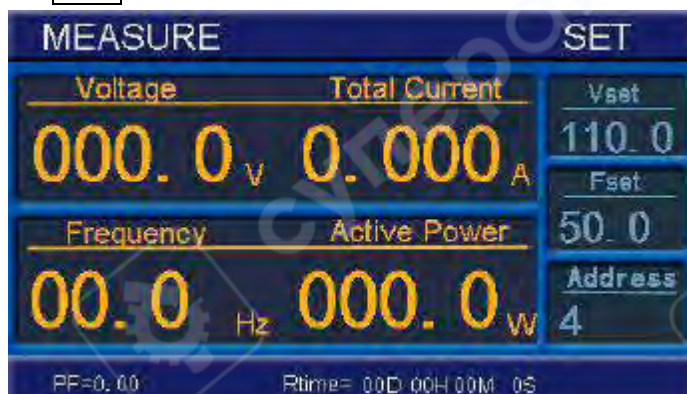 MEASURE SET
Voltage Total Current Vset
000.0 V 0.000 A 110.0
Fset
Frequency Active Power 50.0
00.0 Hz 000.0 W Address
4
PF=0.00 Rtime= 00D 00H 00M 0S